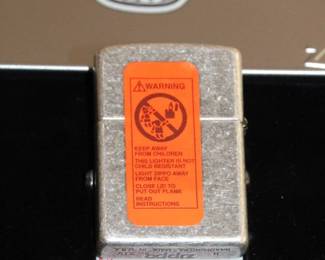 WARNING
KEEP AWAY
FROM CHILDREN
THIS LIGHTER IS NOT
CHILD RESISTANT
LIGHT ZIPPO AWAY
FROM FACE
CLOSE LID TO
PUT OUT FLAME
READ
INSTRUCTIONS
zippo